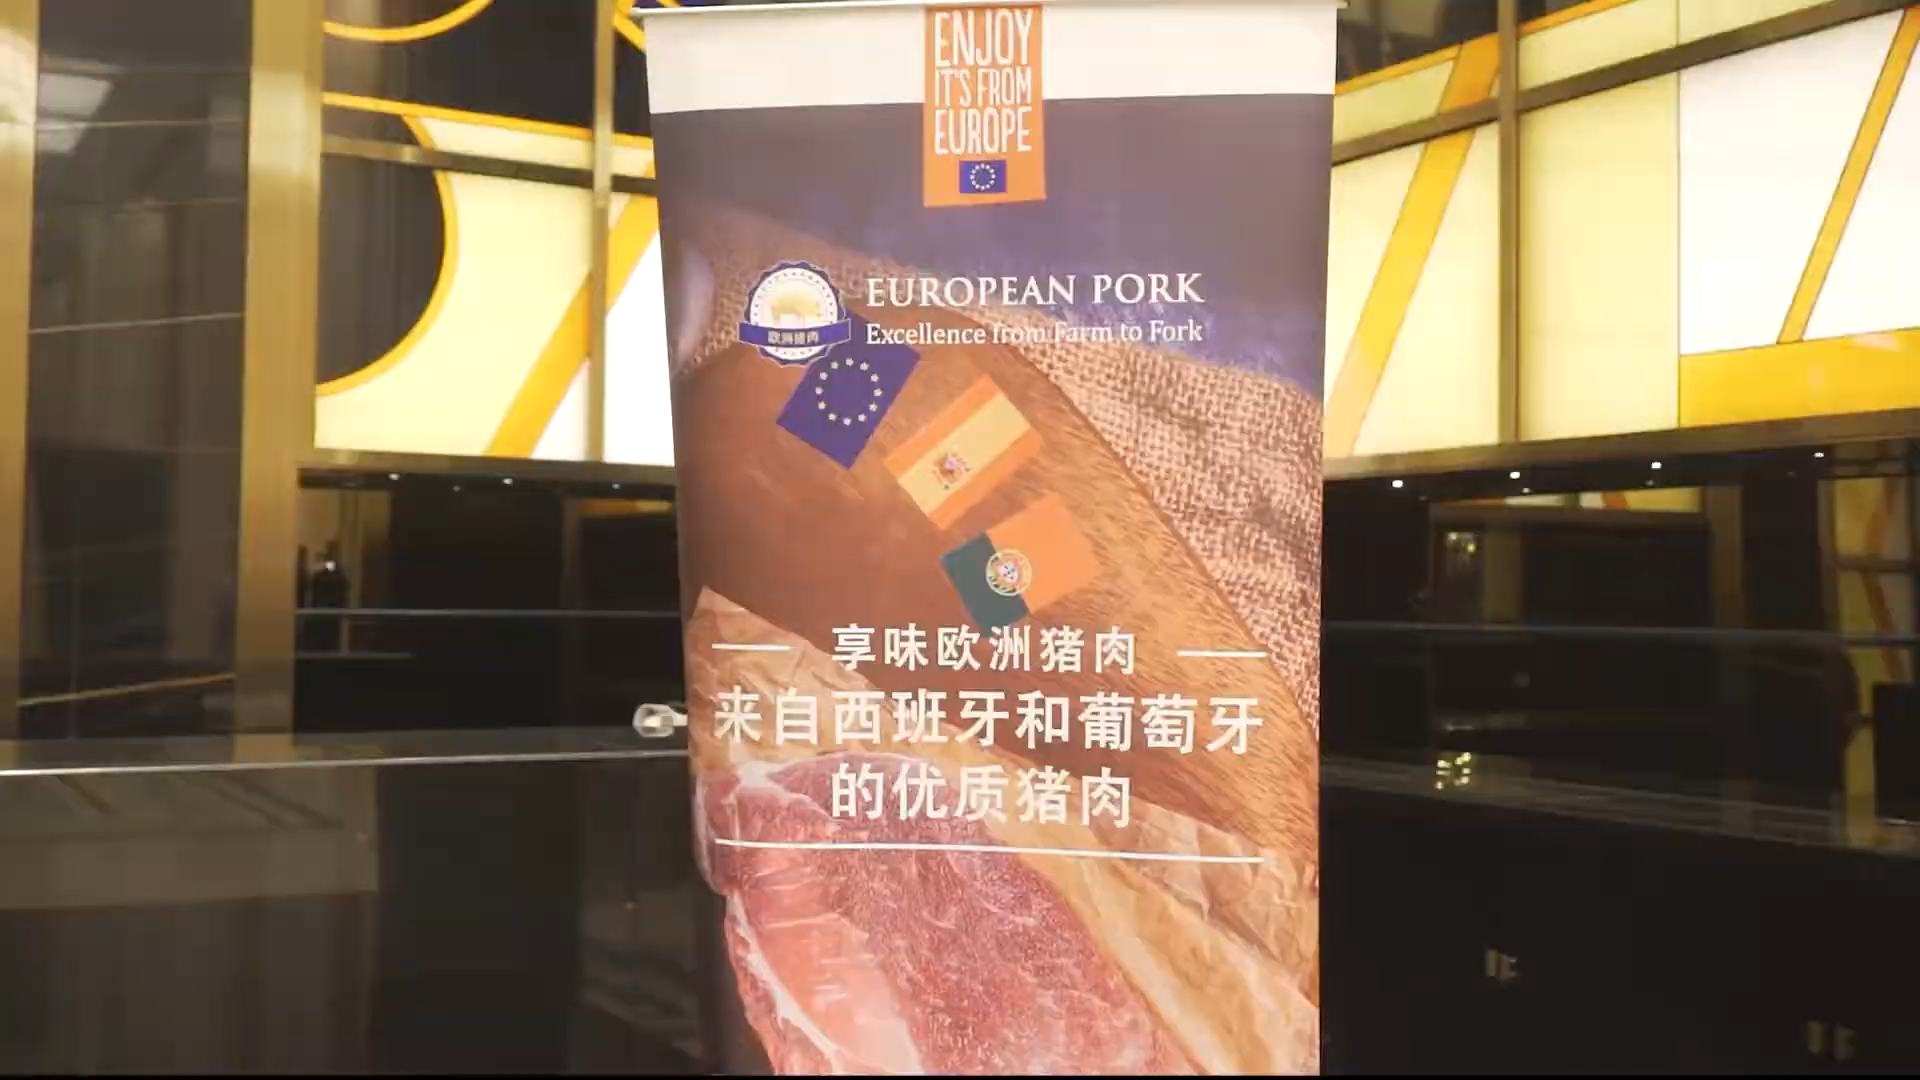 ENJOY
IT'S FROM
EUROPE
EUROPEAN PORK
Excellence from Farm to Fork
欧洲猪肉
享味欧洲猪肉
来自西班牙和葡萄牙
的优质猪肉